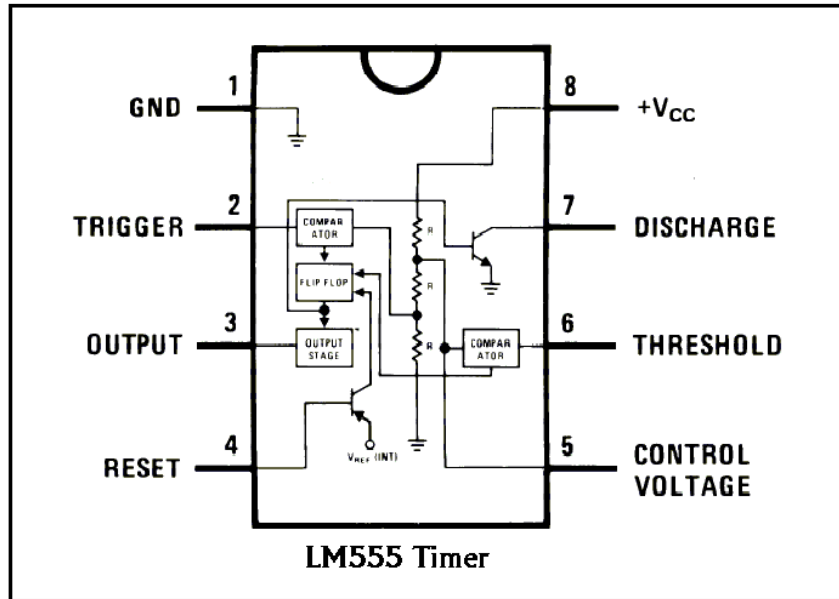 1
GND
2
TRIGGER
3
OUTPUT
4
RESET
8
+VCC
7
DISCHARGE
6
THRESHOLD
5
CONTROL
VOLTAGE
COMPAR
ATOR
FLIP FLOP
OUTPUT
STAGE
R
R
R
COMPAR
ATOR
VREF (INT)
LM555 Timer